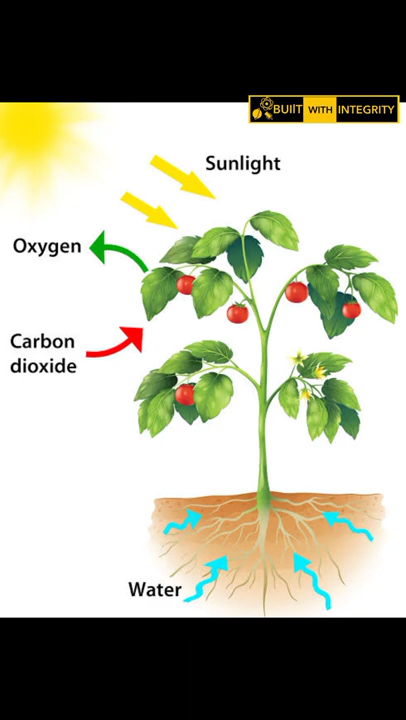 BUIlT WITH INTEGRITY
Sunlight
Oxygen
Carbon
dioxide
Water